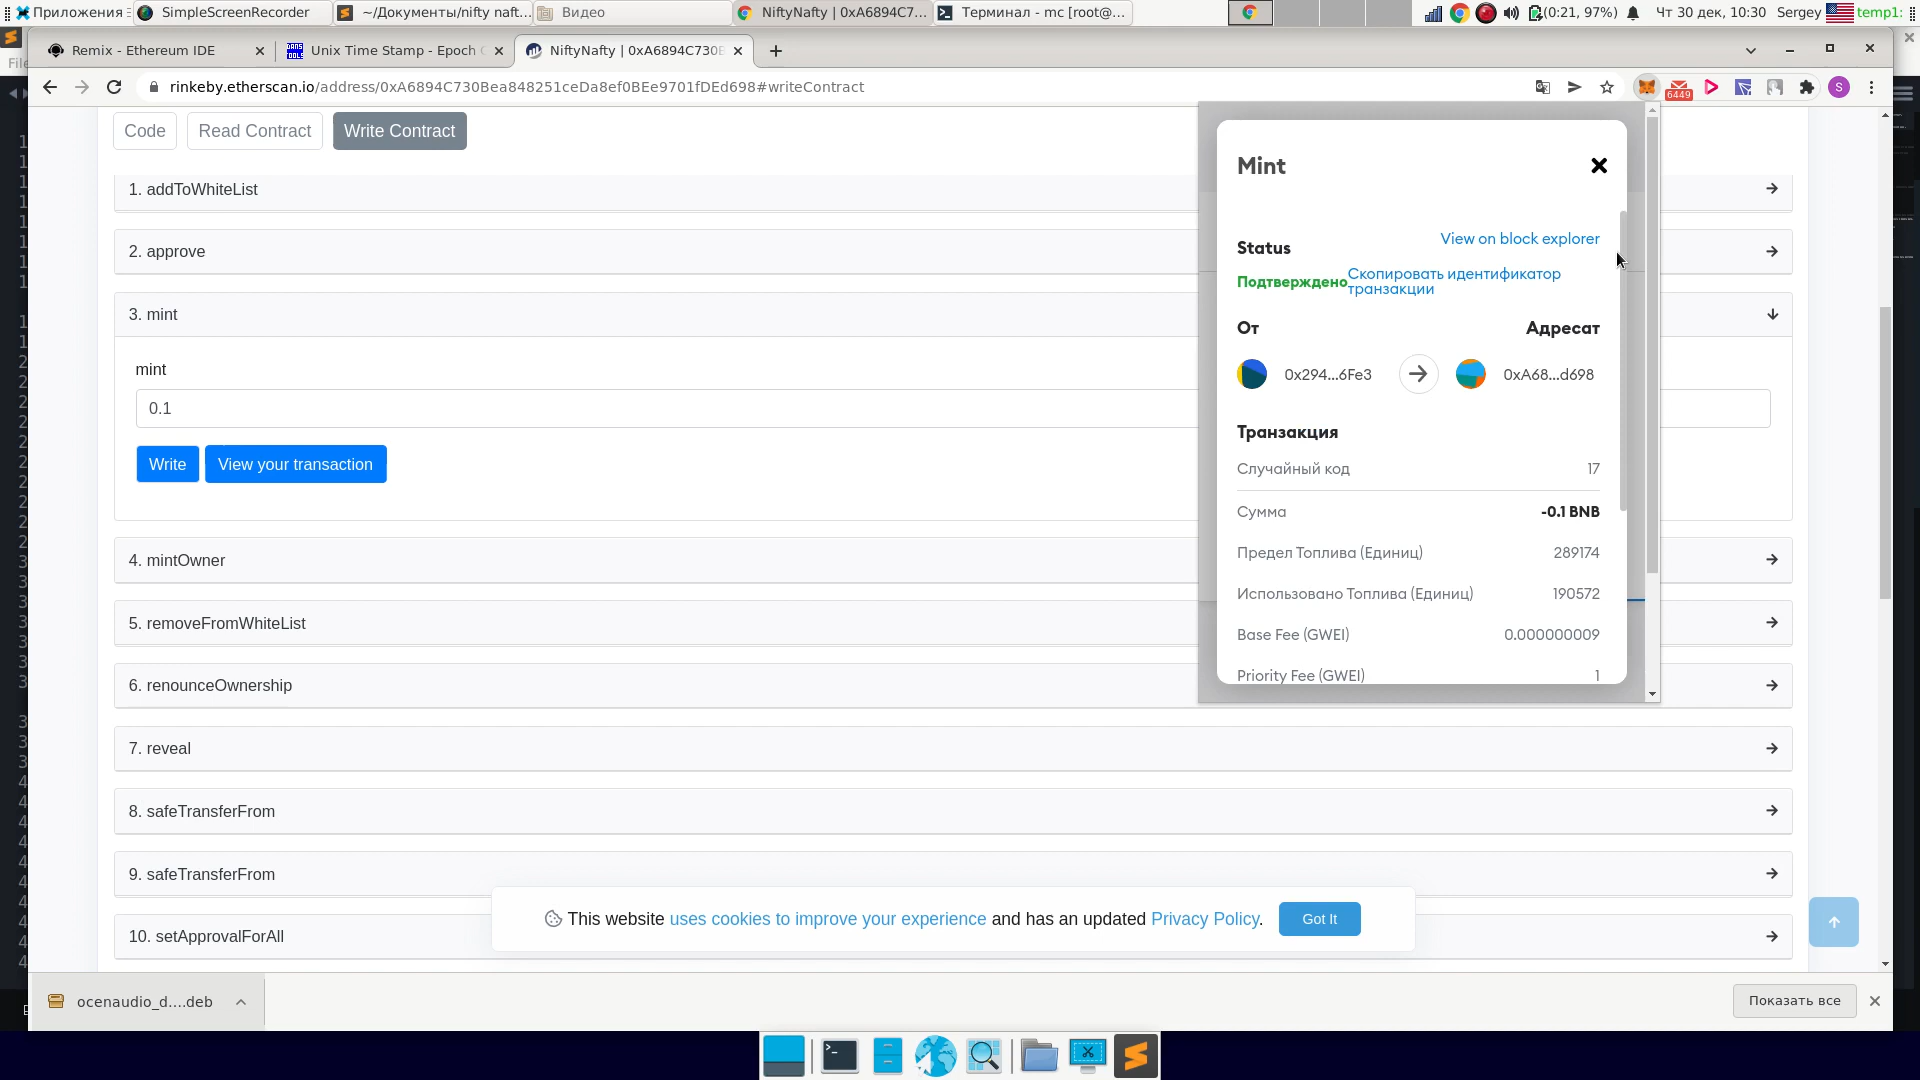 Приложения
SimpleScreenRecorder
~/Документы/nifty naft...
Видео
NiftyNafty | 0xA6894C7...
Терминал - mc [root@...
(0:21, 97%)
Чт 30 дек, 10:30
Sergey
temp1:
Remix - Ethereum IDE
Unix Time Stamp - Epoch
NiftyNafty | 0xA6894C730B
rinkeby.etherscan.io/address/0xA6894C730Bea848251ceDa8ef0BEe9701fDEd698#writeContract
6449
S
Code
Read Contract
Write Contract
1. addToWhiteList
2. approve
3. mint
mint
0.1
Write
View your transaction
4. mintOwner
5. removeFromWhiteList
6. renounceOwnership
7. reveal
8. safeTransferFrom
9. safeTransferFrom
10. setApprovalForAll
Mint
Status
View on block explorer
Подтверждено
Скопировать идентификатор
транзакции
От
Адресат
0x294...6Fe3
0xA68...d698
Транзакция
Случайный код
17
Сумма
-0.1 BNB
Предел Топлива (Единиц)
289174
Использовано Топлива (Единиц)
190572
Base Fee (GWEI)
0.000000009
Priority Fee (GWEI)
1
This website uses cookies to improve your experience and has an updated Privacy Policy.
Got It
ocenaudio_d....deb
Показать все